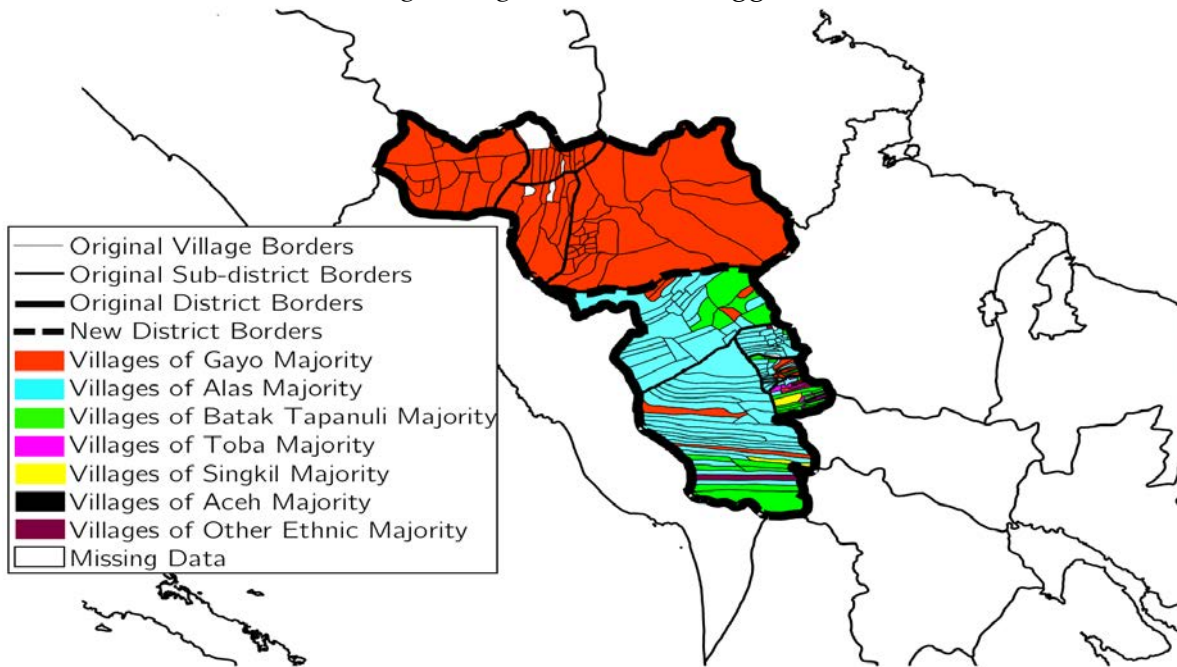 Original Village Borders
Original Sub-district Borders
Original District Borders
New District Borders
Villages of Gayo Majority
Villages of Alas Majority
Villages of Batak Tapanuli Majority
Villages of Toba Majority
Villages of Singkil Majority
Villages of Aceh Majority
Villages of Other Ethnic Majority
Missing Data